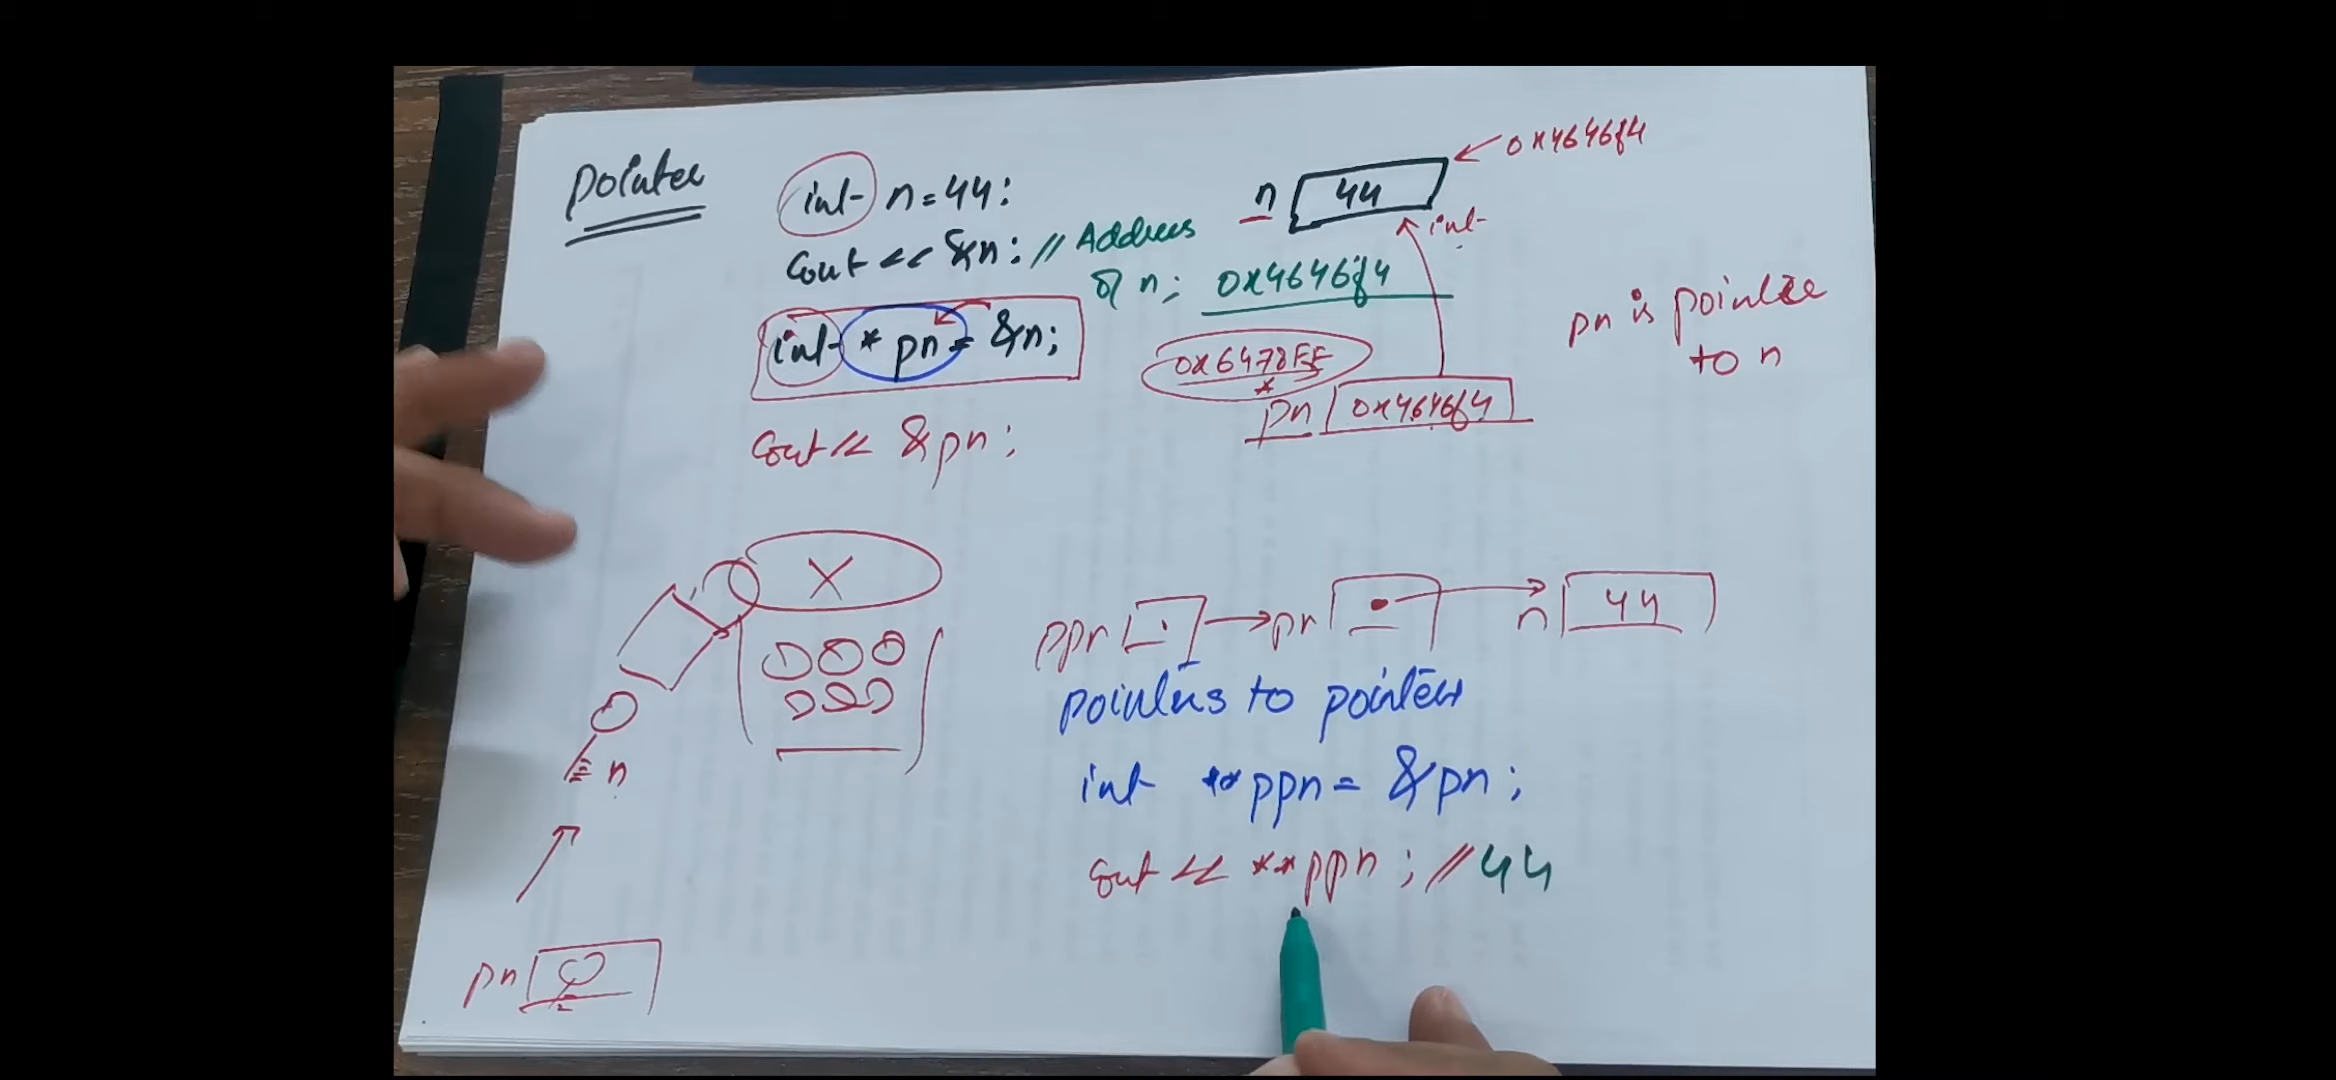 pointer
int n=44;
cout << &n; // Address
of n; 0x4646f4
int * pn = &n;
cout << &pn;
n 44
0x4646f4
int
0x6478FF
*
pn 0x4646f4
pn is pointer
to n
X
n
pn
ppn pn n 44
pointers to pointer
int **ppn = &pn;
cout << **ppn; // 44